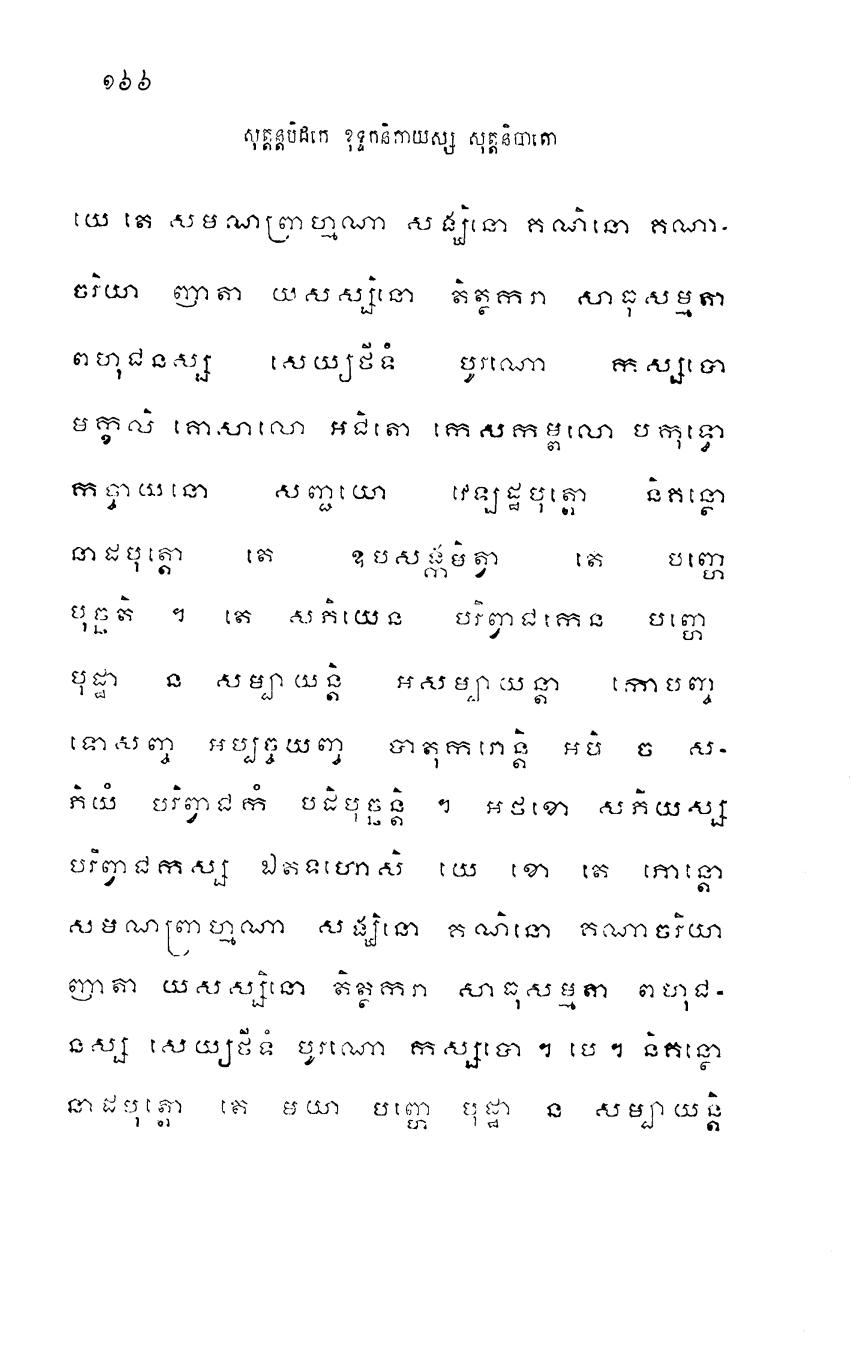 ១៦៦
សុត្តន្តបិដកេ ខុទ្ទកនិកាយស្ស សុត្តនិបាតោ
យេ តេ សមណព្រាហ្មណា សង្ឃិនោ គណិនោ គណា-
ចរិយា ញាតា យសស្សិនោ តិត្ថករា សាធុសម្មតា
ពហុជនស្ស សេយ្យថីទំ បូរណោ កស្សបោ
មក្ខលិ គោសាលោ អជិតោ កេសកម្ពលោ បកុទ្ធោ
កច្ចាយនោ សញ្ជយោ វេឡដ្ឋបុត្តោ និគន្ថោ
នាដបុត្តោ តេ ឧបសង្កមិត្វា តេ បញ្ហេ
បុច្ឆតិ ។ តេ សភិយេន បរិព្វាជកេន បញ្ហេ
បុដ្ឋា ន សម្បាយន្តិ អសម្បាយន្តា កោបញ្ច
ទោសញ្ច អប្បច្ចយញ្ច បាតុករោន្តិ អបិ ច ស-
ភិយំ បរិព្វាជកំ បដិបុច្ឆន្តិ ។ អថខោ សភិយស្ស
បរិព្វាជកស្ស ឯតទហោសិ យេ ខោ តេ ភោន្តោ
សមណព្រាហ្មណា សង្ឃិនោ គណិនោ គណាចរិយា
ញាតា យសស្សិនោ តិត្ថករា សាធុសម្មតា ពហុជ-
នស្ស សេយ្យថីទំ បូរណោ កស្សបោ ។ បេ ។ និគន្ថោ
នាដបុត្តោ តេ មយា បញ្ហេ បុដ្ឋា ន សម្បាយន្តិ